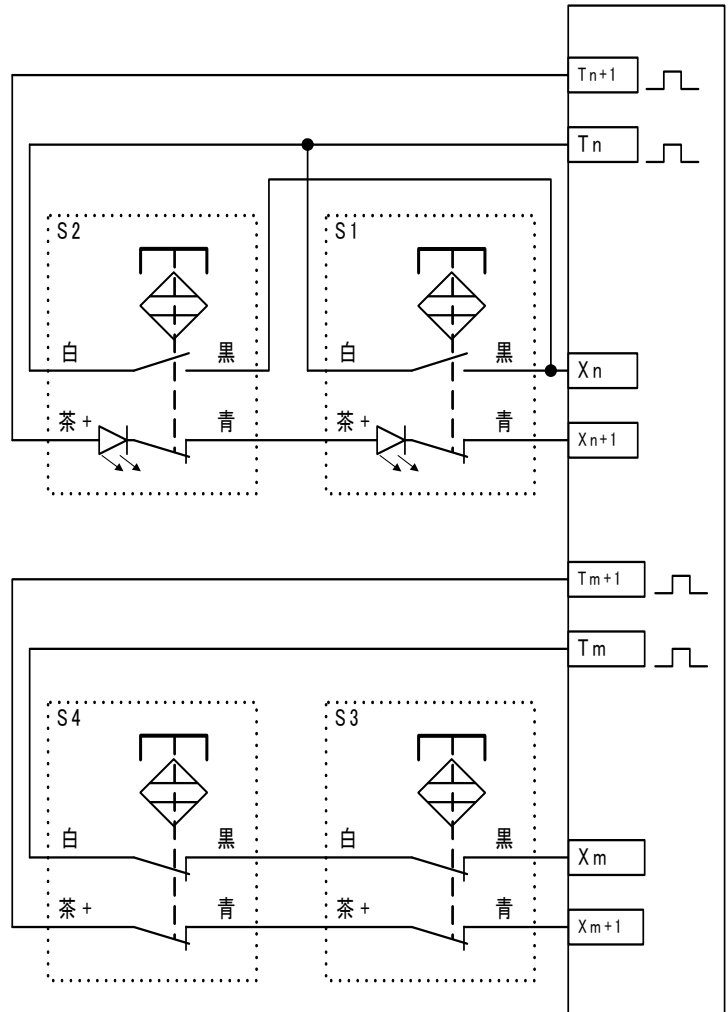 Tn+1
Tn
S2
S1
白 黒 白 黒 Xn
茶+ 青 茶+ 青 Xn+1
Tm+1
Tm
S4
S3
白 黒 白 黒 Xm
茶+ 青 茶+ 青 Xm+1